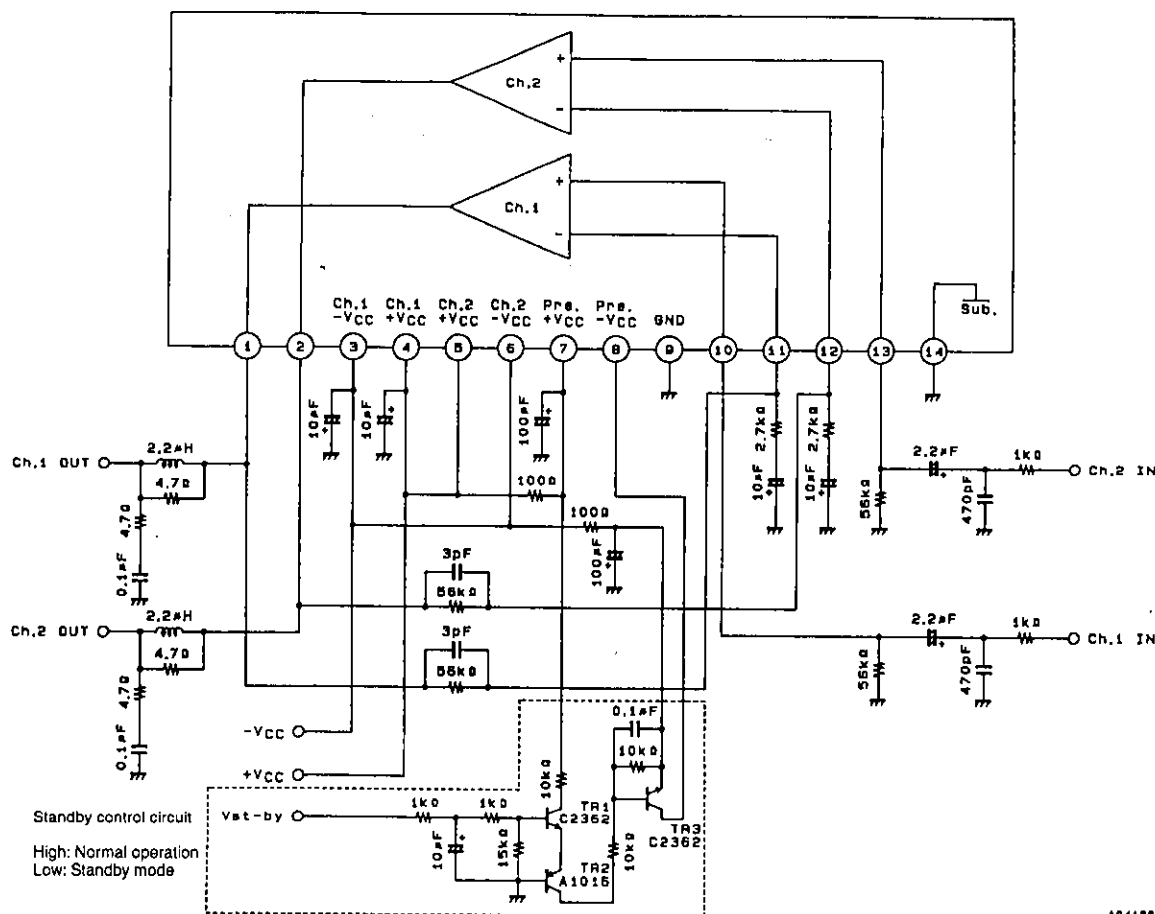 Ch.2
+
-
Ch.1
+
-
Sub.
Ch.1 -VCC
Ch.1 +VCC
Ch.2 +VCC
Ch.2 -VCC
Pre. +VCC
Pre. -VCC
GND
1 2 3 4 5 6 7 8 9 10 11 12 13 14
10µF
10µF
100µF
2.7kΩ
2.7kΩ
10µF
10µF
Ch.1 OUT
2.2µH
4.7Ω
4.7Ω
0.1µF
100Ω
100Ω
100µF
2.2µF
1kΩ
Ch.2 IN
56kΩ
470pF
3pF
56kΩ
Ch.2 OUT
2.2µH
4.7Ω
4.7Ω
0.1µF
3pF
56kΩ
2.2µF
1kΩ
Ch.1 IN
56kΩ
470pF
-VCC
+VCC
0.1µF
10kΩ
10kΩ
Standby control circuit
Vst-by
1kΩ
1kΩ
TR1
C2362
TR3
C2362
High: Normal operation
Low: Standby mode
10µF
15kΩ
TR2
A1015
10kΩ